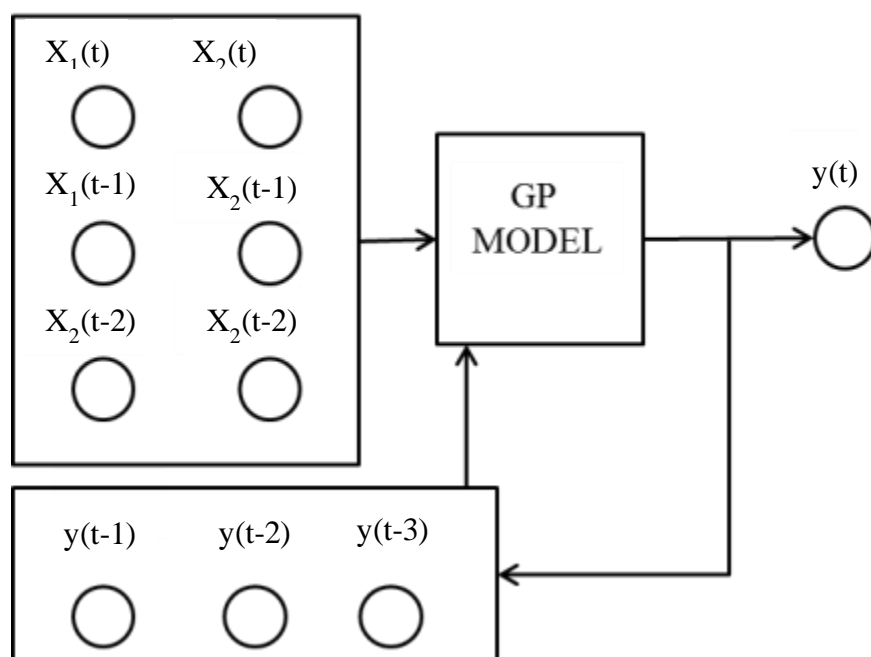 X₁(t) X₂(t)
X₁(t-1) X₂(t-1)
X₂(t-2) X₂(t-2)
GP
MODEL
y(t)
y(t-1) y(t-2) y(t-3)